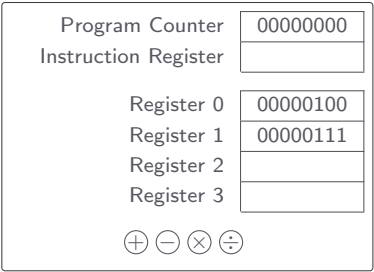 Program Counter 00000000
Instruction Register
Register 0 00000100
Register 1 00000111
Register 2
Register 3
+ − × ÷